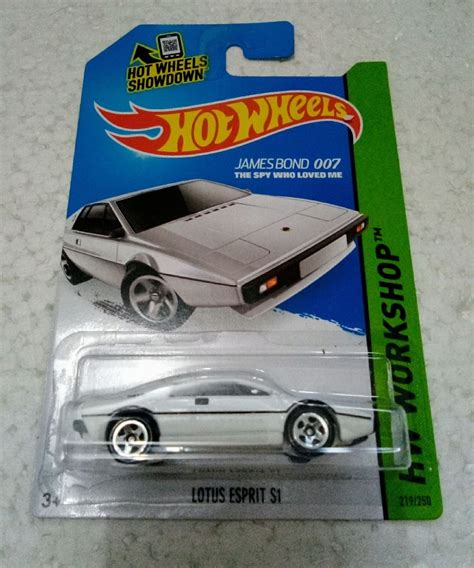 HOT WHEELS
SHOWDOWN
HOT WHEELS
JAMES BOND 007
THE SPY WHO LOVED ME
HW WORKSHOP™
3+
LOTUS ESPRIT S1
219/250